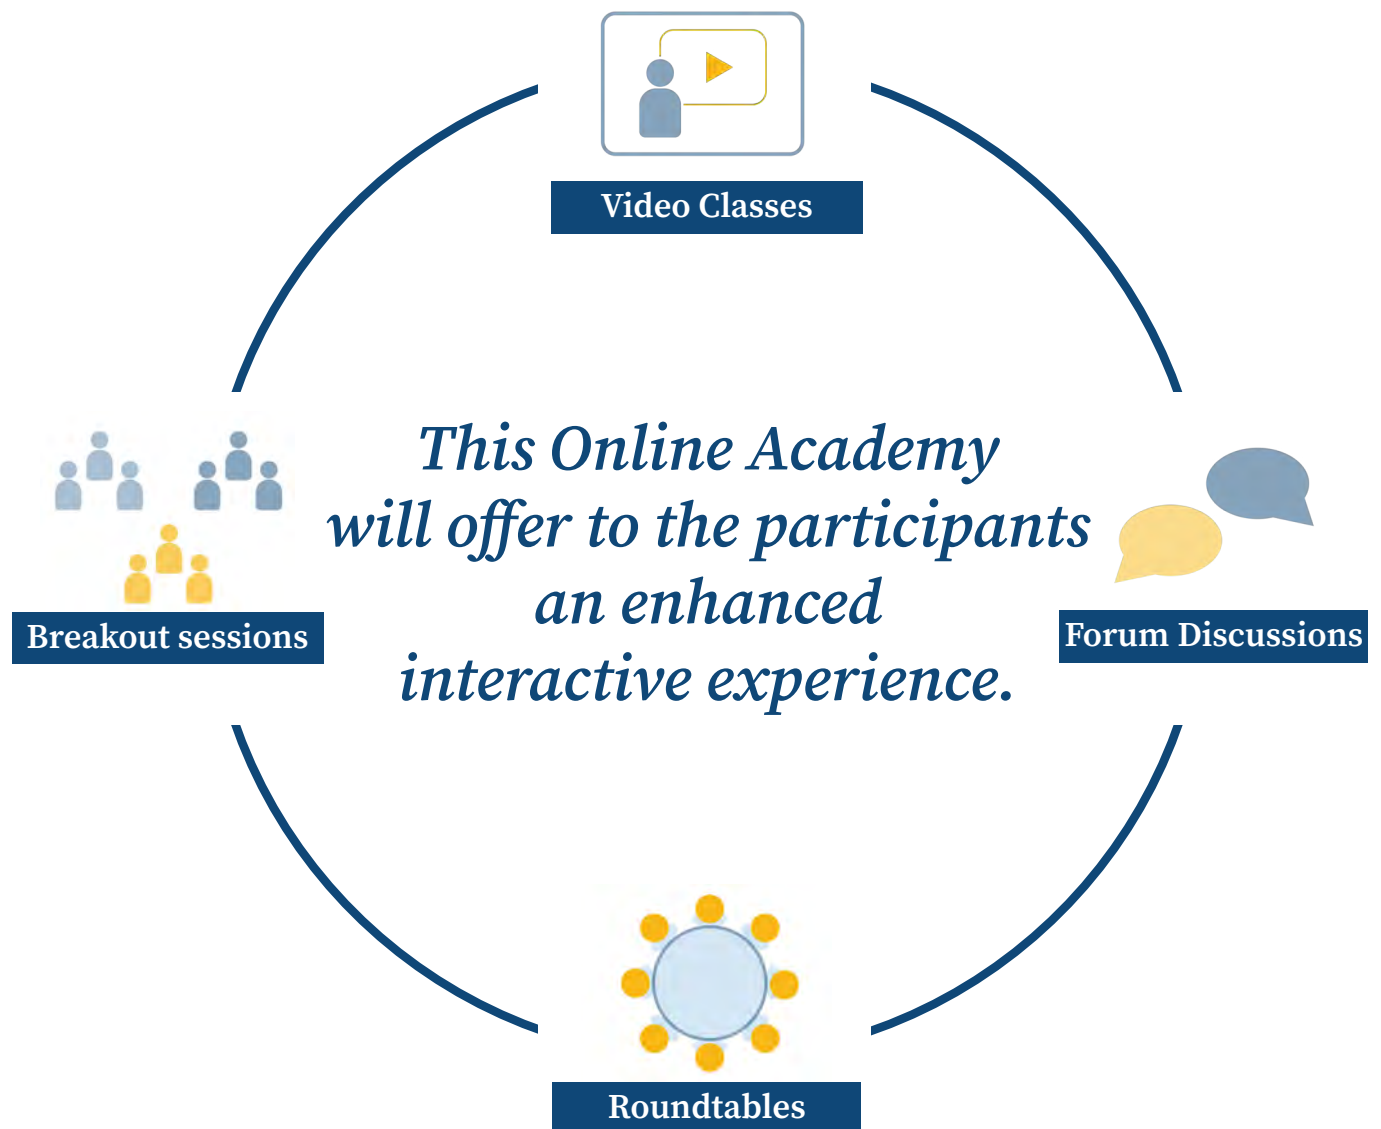 Video Classes
This Online Academy
will offer to the participants
an enhanced
interactive experience.
Breakout sessions
Forum Discussions
Roundtables